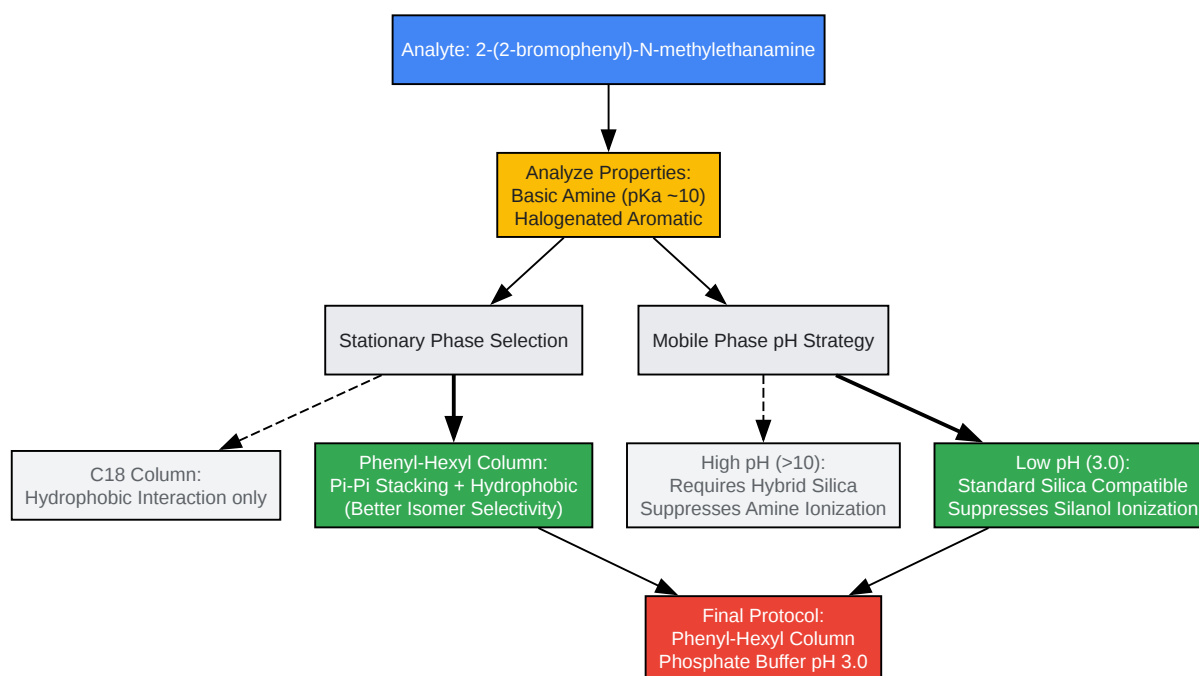 Analyte: 2-(2-bromophenyl)-N-methylethanamine
Analyze Properties:
Basic Amine (pKa ~10)
Halogenated Aromatic
Stationary Phase Selection
Mobile Phase pH Strategy
C18 Column:
Hydrophobic Interaction only
Phenyl-Hexyl Column:
Pi-Pi Stacking + Hydrophobic
(Better Isomer Selectivity)
High pH (>10):
Requires Hybrid Silica
Suppresses Amine Ionization
Low pH (3.0):
Standard Silica Compatible
Suppresses Silanol Ionization
Final Protocol:
Phenyl-Hexyl Column
Phosphate Buffer pH 3.0